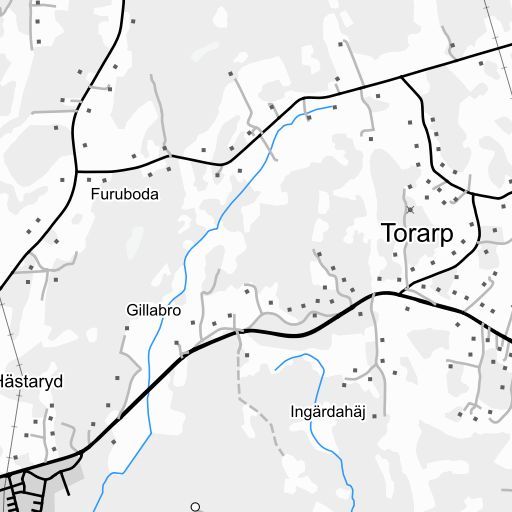 Furuboda
Torarp
Gillabro
Hästaryd
Ingärdahäj